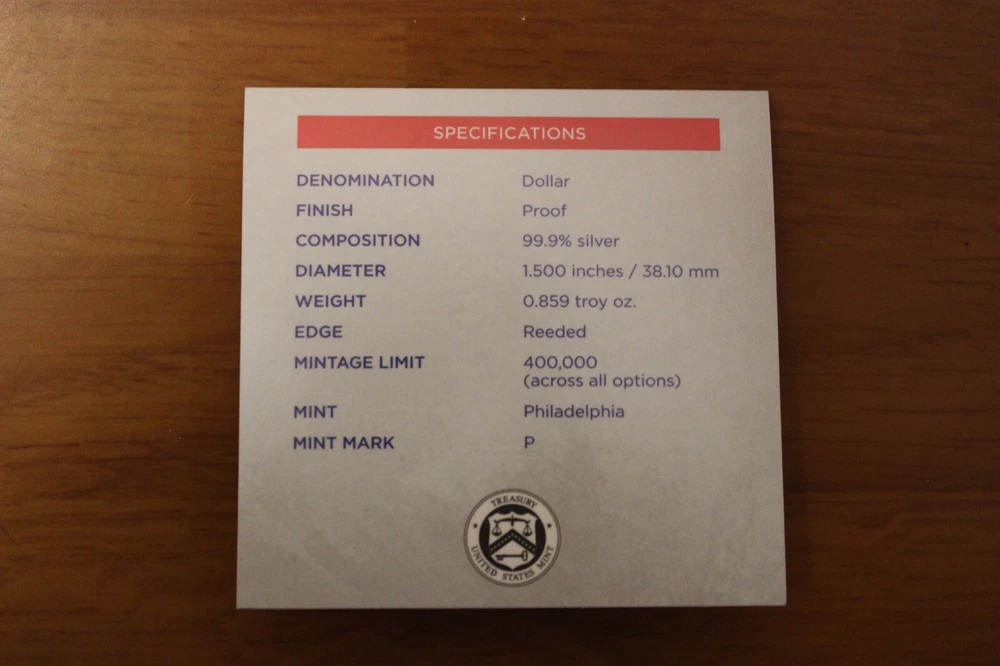 SPECIFICATIONS
DENOMINATION Dollar
FINISH Proof
COMPOSITION 99.9% silver
DIAMETER 1.500 inches / 38.10 mm
WEIGHT 0.859 troy oz.
EDGE Reeded
MINTAGE LIMIT 400,000
(across all options)
MINT Philadelphia
MINT MARK P
TREASURY
UNITED STATES MINT